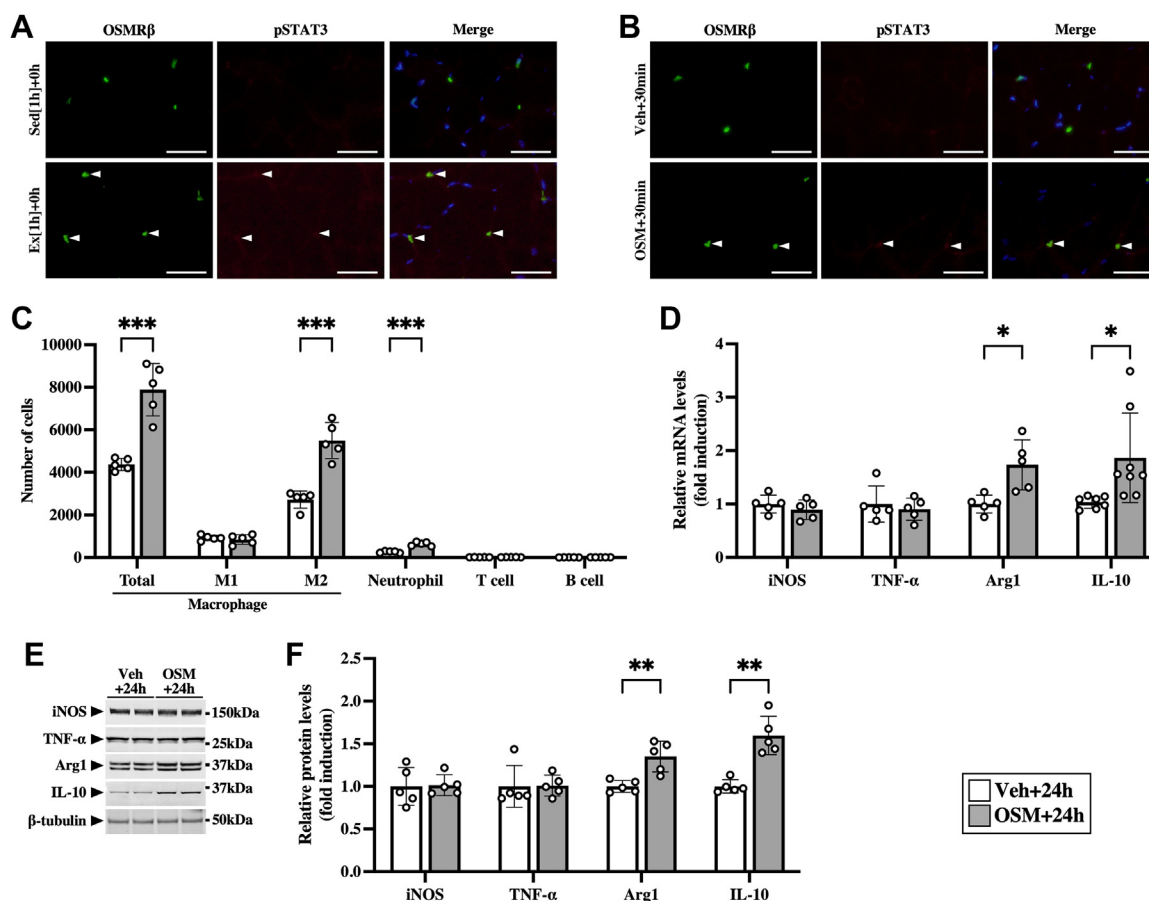 A
OSMRβ
pSTAT3
Merge
Sed[1h]+0h
Ex[1h]+0h
B
OSMRβ
pSTAT3
Merge
Veh+30min
OSM+30min
C
***
***
***
Number of cells
10000
8000
6000
4000
2000
0
Total
M1
M2
Neutrophil
T cell
B cell
Macrophage
D
*
*
Relative mRNA levels
(fold induction)
4
3
2
1
0
iNOS
TNF-α
Arg1
IL-10
E
Veh
+24h
OSM
+24h
iNOS
150kDa
TNF-α
25kDa
Arg1
37kDa
IL-10
37kDa
β-tubulin
50kDa
F
**
**
Relative protein levels
(fold induction)
2.5
2.0
1.5
1.0
0.5
0.0
iNOS
TNF-α
Arg1
IL-10
Veh+24h
OSM+24h